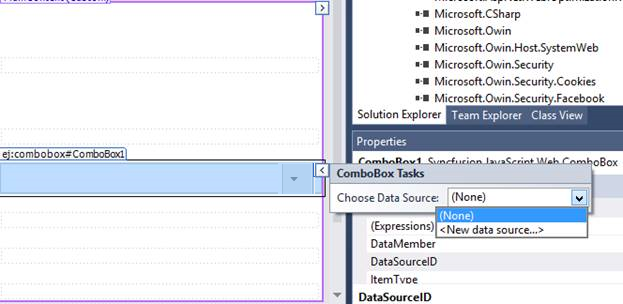 MainContent (Custom)
Microsoft.CSharp
Microsoft.Owin
Microsoft.Owin.Host.SystemWeb
Microsoft.Owin.Security
Microsoft.Owin.Security.Cookies
Microsoft.Owin.Security.Facebook
Solution Explorer Team Explorer Class View
Properties
ej:combobox#ComboBox1
ComboBox1 Syncfusion.JavaScript.Web.ComboBox
ComboBox Tasks
Choose Data Source: (None)
(None)
<New data source...>
(Expressions)
DataMember
DataSourceID
ItemType
DataSourceID